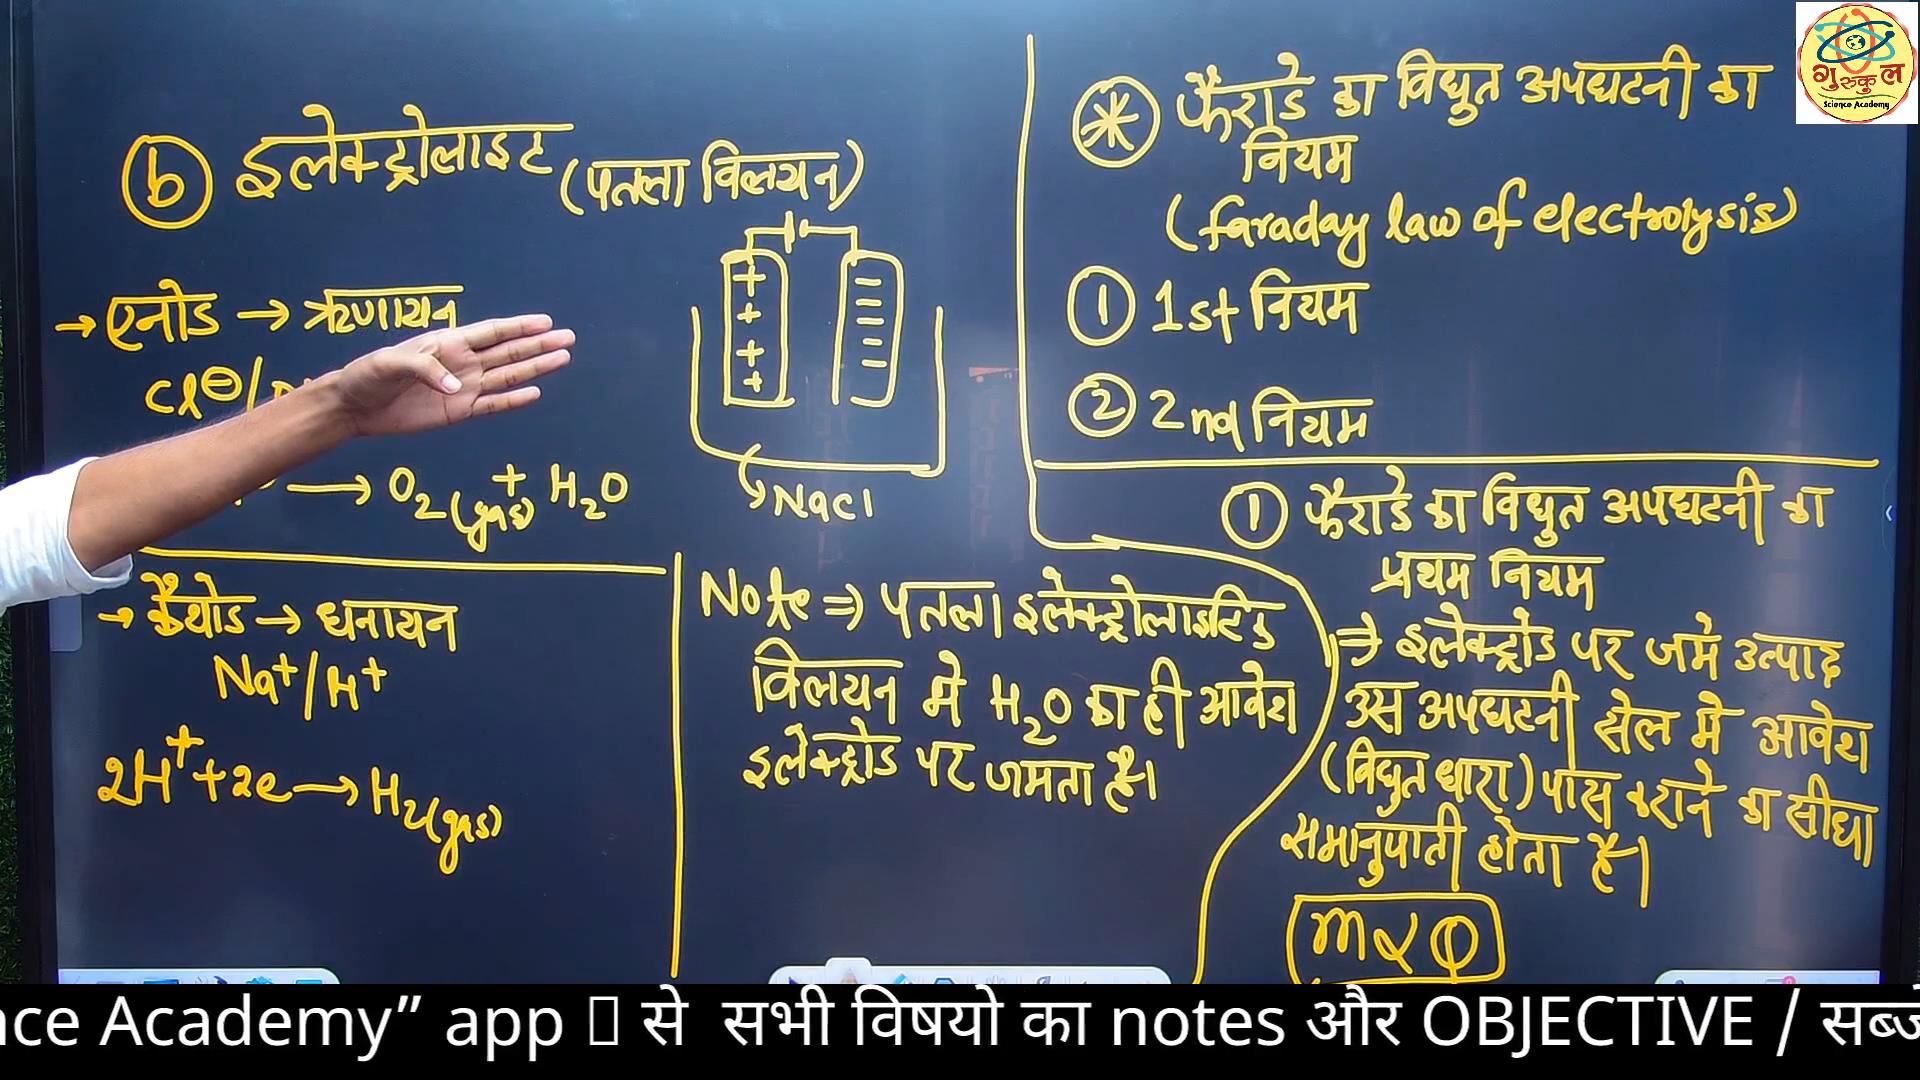 गुरुकुल
Science Academy
(b) इलेक्ट्रोलाइट (पतला विलयन)
→ एनोड → ऋणायन
Cl⊖/
→ O2(gas) + H2O
+
+
+
+
NaCl
→ कैथोड → धनायन
Na+/H+
2H+ + 2e → H2(gas)
Note ⇒ पतला इलेक्ट्रोलाइटिड
विलयन मे H2O का ही आवेश
इलेक्ट्रोड पर जमता है।
* फैराडे का विधुत अपघटनी का
नियम
(faraday law of electrolysis)
① 1st नियम
② 2nd नियम
① फैराडे का विधुत अपघटनी का
प्रथम नियम
⇒ इलेक्ट्रोड पर जमे उत्पाद
उस अपघटनी सेल मे आवेश
(विधुत धारा) पास कराने का सीधा
समानुपाती होता है।
m∝Q
nce Academy” app से सभी विषयो का notes और OBJECTIVE /